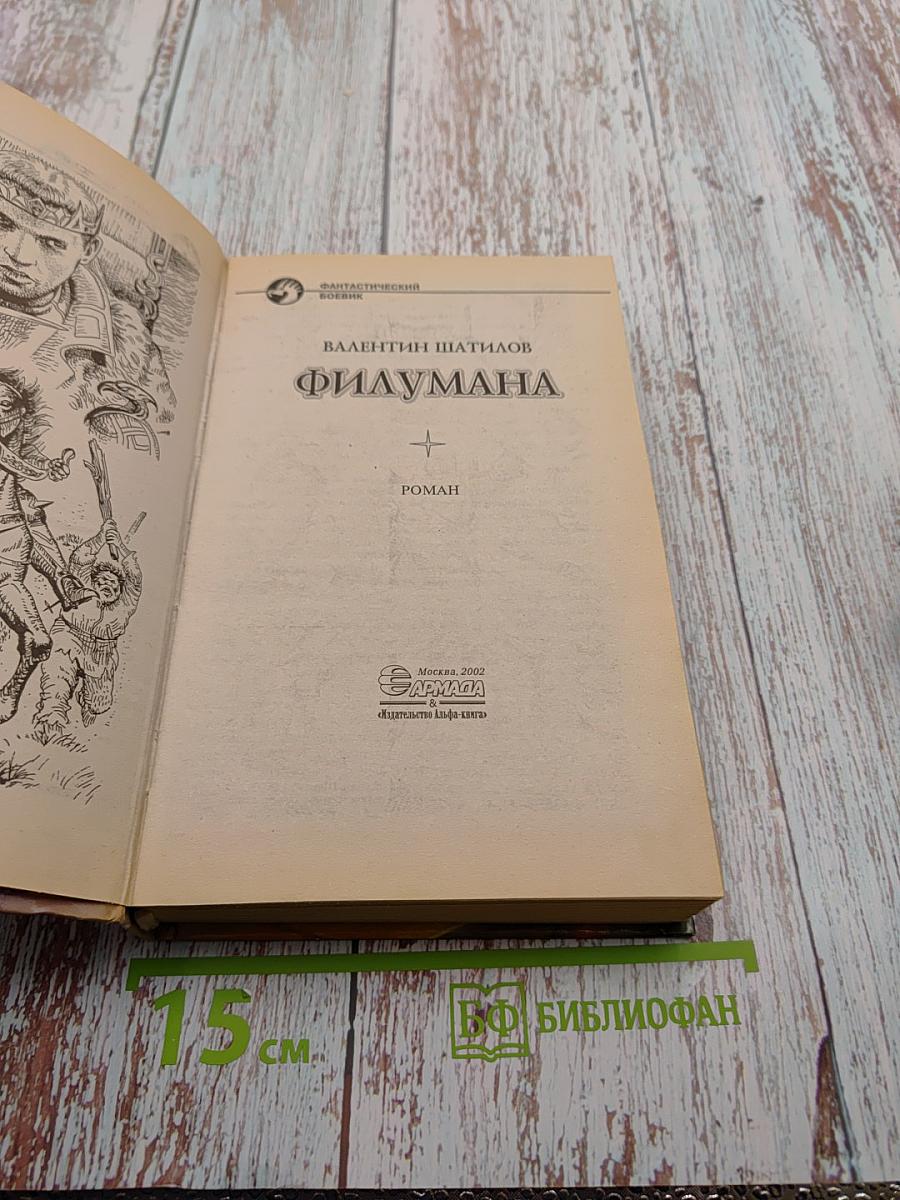 ФАНТАСТИЧЕСКИЙ
БОЕВИК
ВАЛЕНТИН ШАТИЛОВ
ФИЛУМАНА
РОМАН
Москва, 2002
АРМАДА
&
«Издательство Альфа-книга»
15 см
БФ БИБЛИОФАН